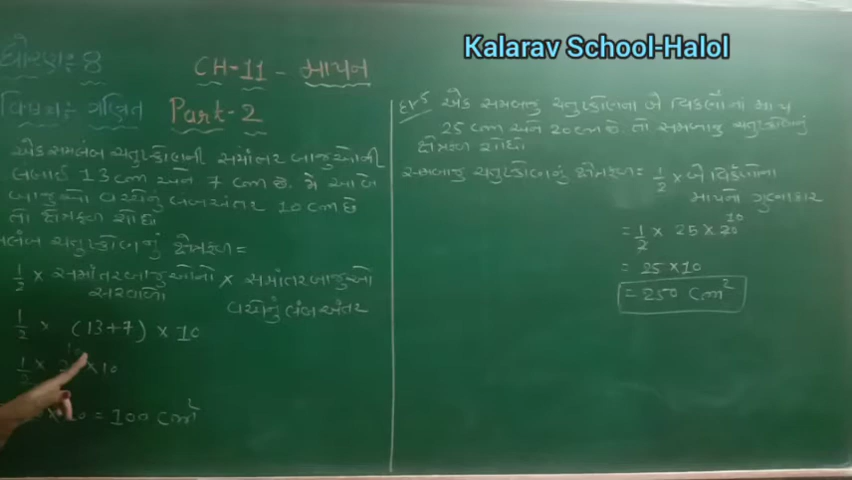 Kalarav School-Halol
ધોરણઃ 8
CH-11 - માપન
વિષયઃ ગણિત Part-2
એક સમલંબ ચતુષ્કોણની સમાંતર બાજુઓની
લંબાઈ 13 cm અને 7 cm છે. જો આ બે
બાજુઓ વચ્ચેનું લંબઅંતર 10 cm છે
તો ક્ષેત્રફળ શોધો
ચતુષ્કોણનું ક્ષેત્રફળ =
1/2 × સમાંતરબાજુઓનો સરવાળો × સમાંતરબાજુઓ વચ્ચેનું લંબઅંતર
1/2 × (13+7) × 10
1/2 × × 10
= 100 cm²
એક સમબાજુ ચતુષ્કોણના બે વિકર્ણોના માપ
25 cm અને 20 cm છે. તો સમબાજુ ચતુષ્કોણનું
ક્ષેત્રફળ શોધો
સમબાજુ ચતુષ્કોણનું ક્ષેત્રફળ = 1/2 × બે વિકર્ણોના
માપનો ગુણાકાર
10
= 1/2 × 25 × 20
= 25 × 10
= 250 cm²